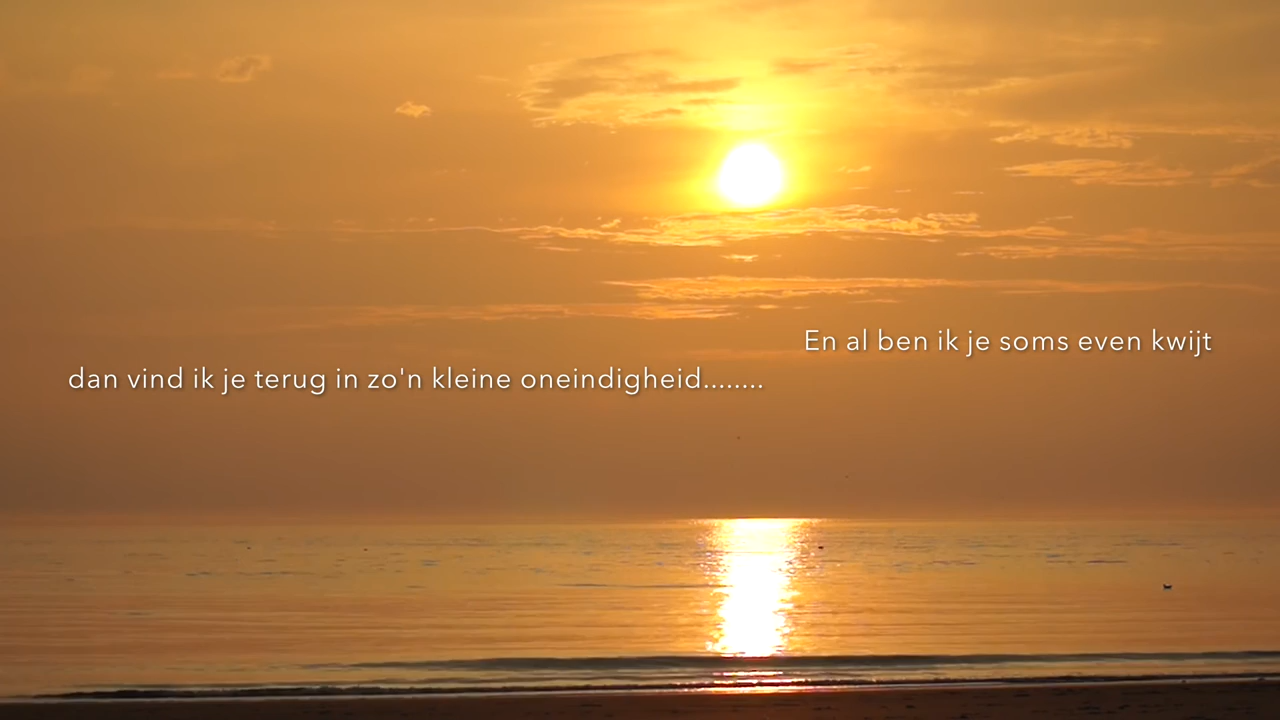 En al ben ik je soms even kwijt
dan vind ik je terug in zo'n kleine oneindigheid........